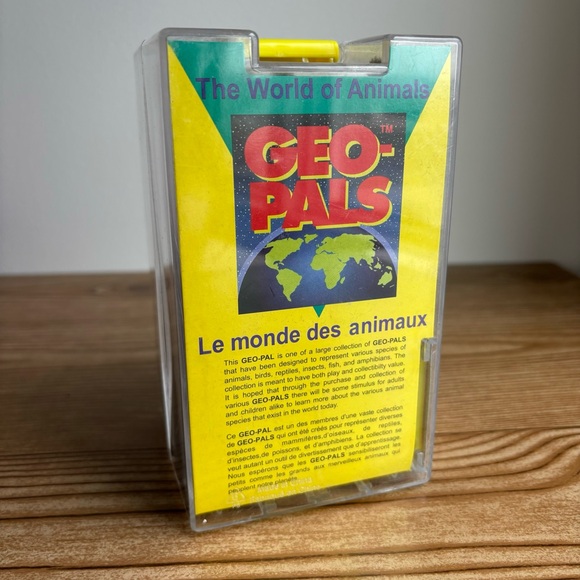 The World of Animals
GEO-
PALS
TM
Le monde des animaux
This GEO-PAL is one of a large collection of GEO-PALS
that have been designed to represent various species of
animals, birds, reptiles, insects, fish, and amphibians. The
collection is meant to have both play and collectibility value.
It is hoped that through the purchase and collection of
various GEO-PALS there will be some stimulus for adults
and children alike to learn more about the various animal
species that exist in the world today.
Ce GEO-PAL est un des membres d'une vaste collection
de GEO-PALS qui ont été créés pour représenter diverses
espèces de mammifères,d'oiseaux, de reptiles,
d'insectes,de poissons, et d'amphibiens. La collection se
veut autant un outil de divertissement que d'apprentissage.
Nous espérons que les GEO-PALS sensibiliseront les
petits comme les grands aux merveilleux animaux qui
peuplent notre planète.